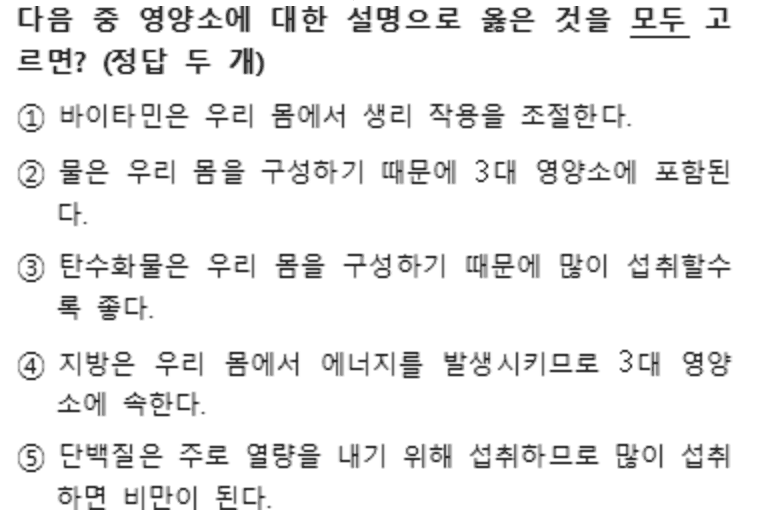 다음 중 영양소에 대한 설명으로 옳은 것을 모두 고
르면? (정답 두 개)
① 바이타민은 우리 몸에서 생리 작용을 조절한다.
② 물은 우리 몸을 구성하기 때문에 3대 영양소에 포함된
다.
③ 탄수화물은 우리 몸을 구성하기 때문에 많이 섭취할수
록 좋다.
④ 지방은 우리 몸에서 에너지를 발생시키므로 3대 영양
소에 속한다.
⑤ 단백질은 주로 열량을 내기 위해 섭취하므로 많이 섭취
하면 비만이 된다.